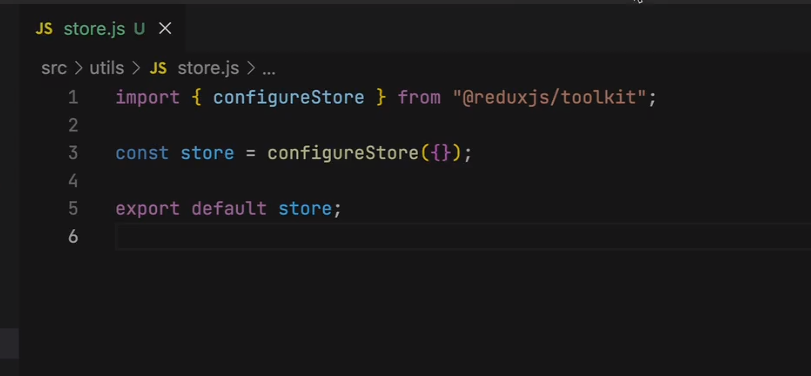 JS store.js U ×
src > utils > JS store.js > ...
1 import { configureStore } from "@reduxjs/toolkit";
2
3 const store = configureStore({});
4
5 export default store;
6